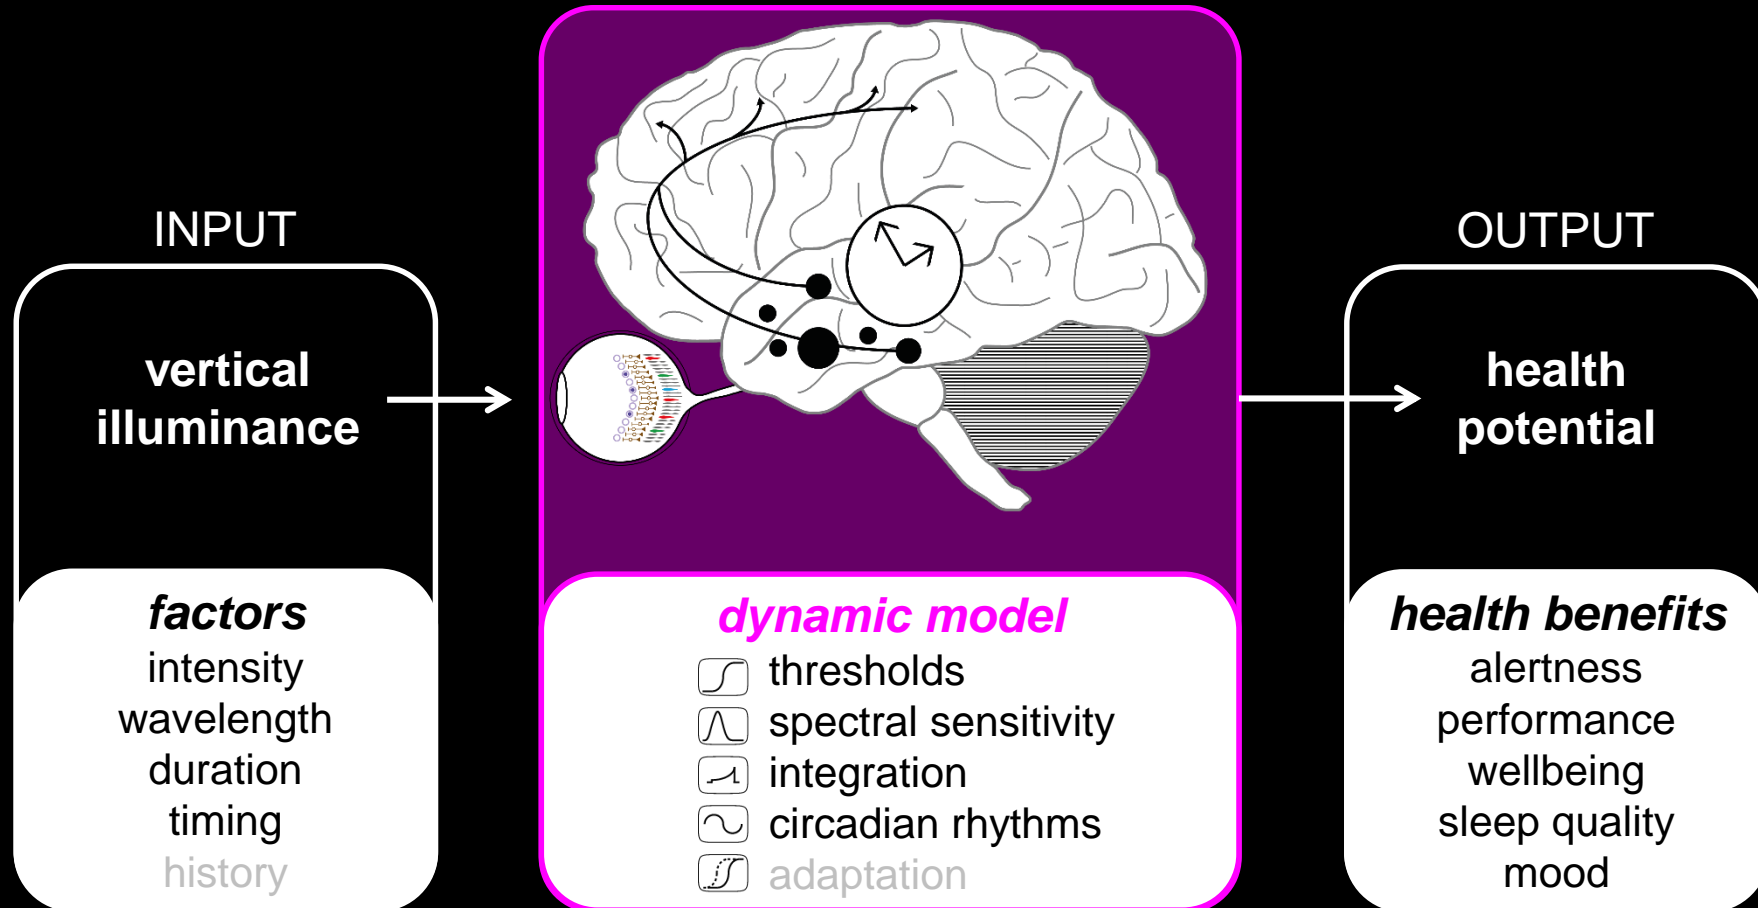 INPUT
vertical
illuminance
factors
intensity
wavelength
duration
timing
history
dynamic model
thresholds
spectral sensitivity
integration
circadian rhythms
adaptation
OUTPUT
health
potential
health benefits
alertness
performance
wellbeing
sleep quality
mood